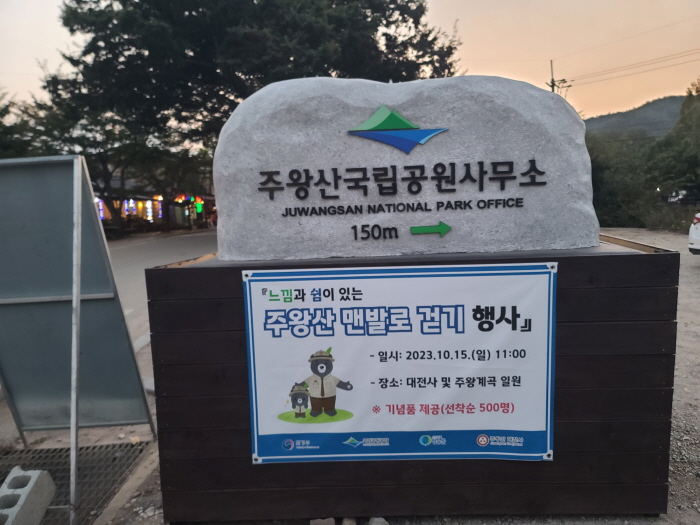 주왕산국립공원사무소
JUWANGSAN NATIONAL PARK OFFICE
150m
『느낌과 쉼이 있는
주왕산 맨발로 걷기 행사』
- 일시: 2023.10.15.(일) 11:00
- 장소: 대전사 및 주왕계곡 일원
※ 기념품 제공(선착순 500명)